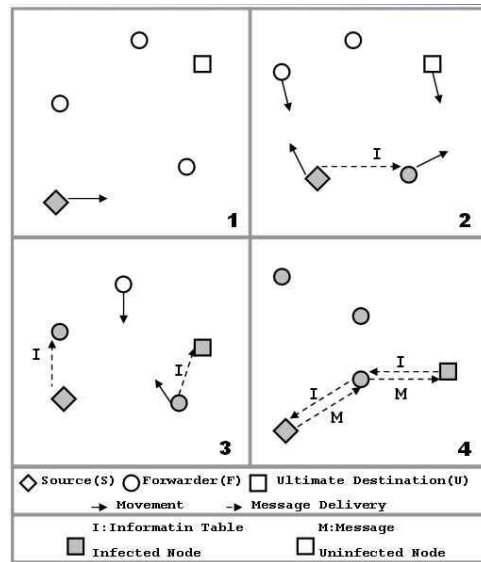 1
I
2
I
I
3
I
I
M
M
4
Source(S) Forwarder(F) Ultimate Destination(U)
Movement Message Delivery
I:Informatin Table M:Message
Infected Node Uninfected Node